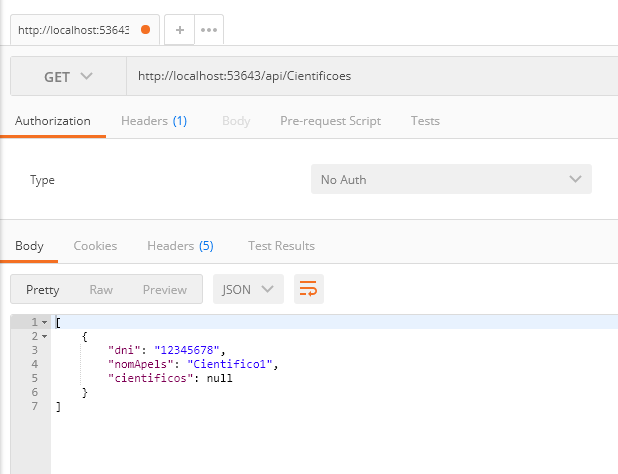 http://localhost:53643
+ •••
GET http://localhost:53643/api/Cientificoes
Authorization Headers (1) Body Pre-request Script Tests
Type No Auth
Body Cookies Headers (5) Test Results
Pretty Raw Preview JSON
1 [
2 {
3 "dni": "12345678",
4 "nomApels": "Cientifico1",
5 "cientificos": null
6 }
7 ]